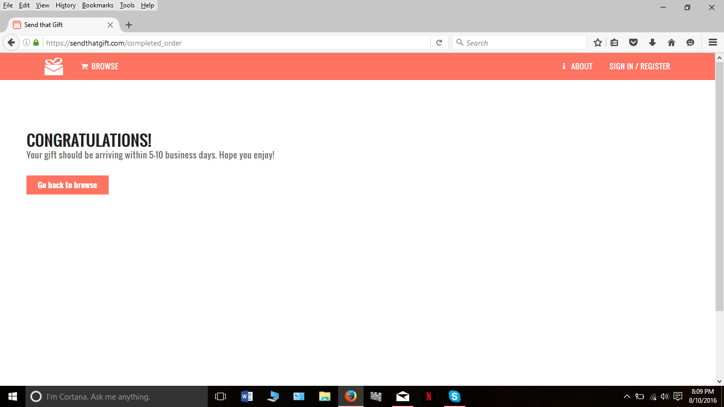 File Edit View History Bookmarks Tools Help
Send that Gift
https://sendthatgift.com/completed_order
Search
BROWSE
ABOUT
SIGN IN / REGISTER
CONGRATULATIONS!
Your gift should be arriving within 5-10 business days. Hope you enjoy!
Go back to browse
I'm Cortana. Ask me anything.
8:09 PM
8/10/2016